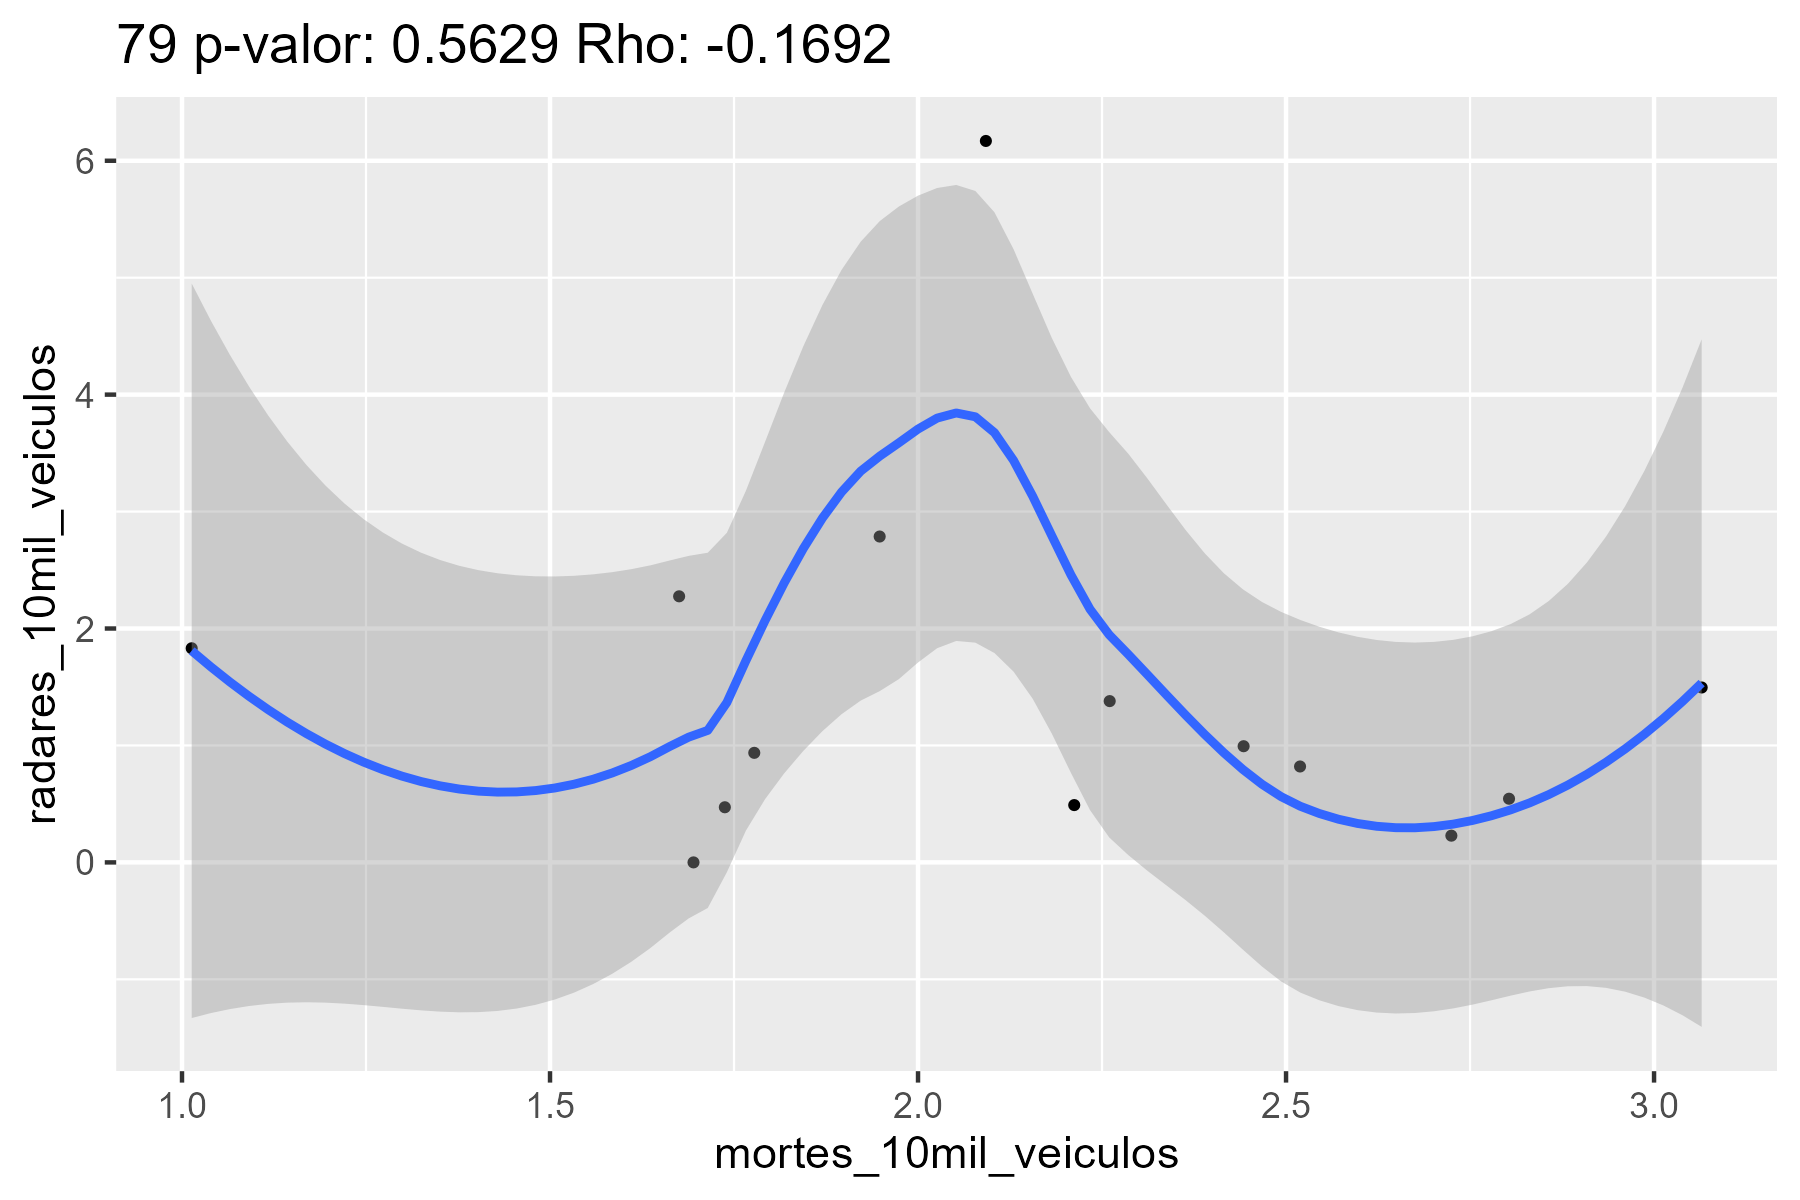 79 p-valor: 0.5629 Rho: -0.1692
6
4
2
0
radares_10mil_veiculos
1.0 1.5 2.0 2.5 3.0
mortes_10mil_veiculos